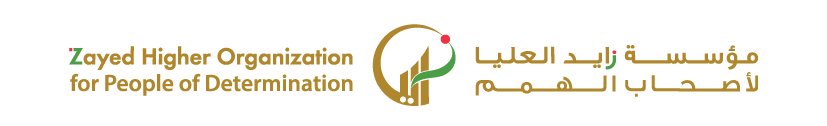 Zayed Higher Organization
for People of Determination
مؤسسة زايد العليا
لأصحاب الهمم